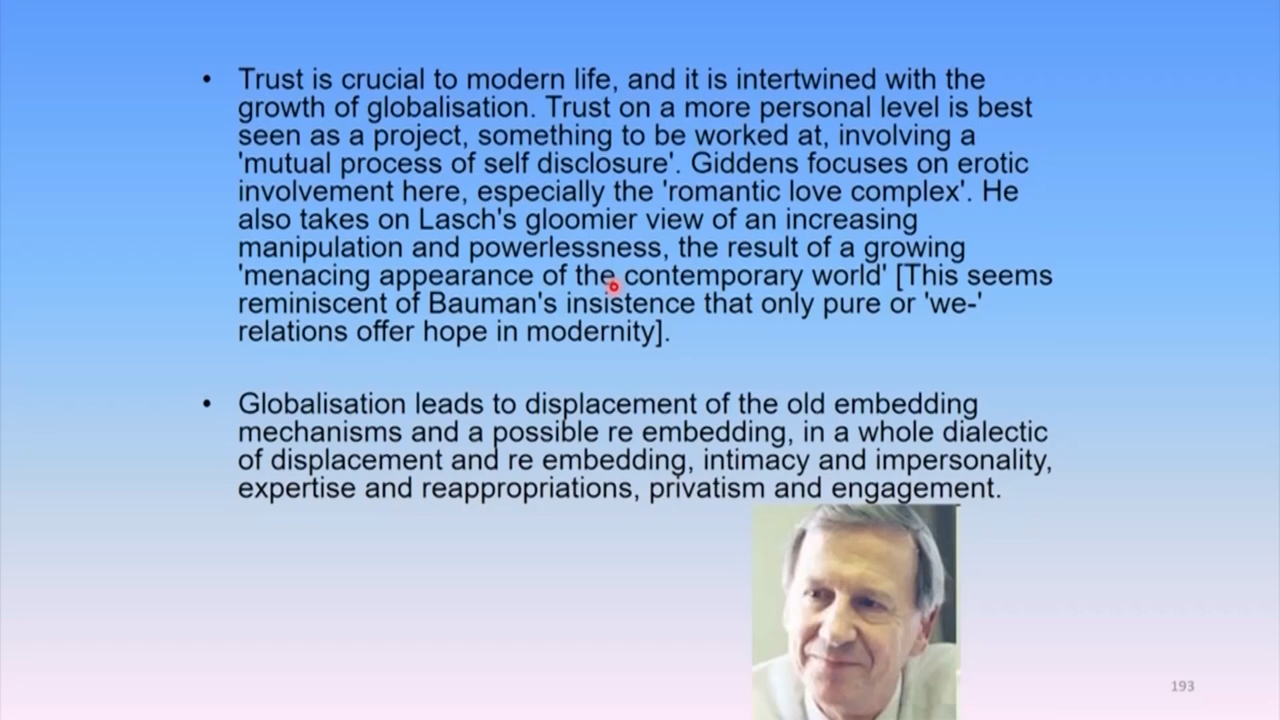 • Trust is crucial to modern life, and it is intertwined with the
growth of globalisation. Trust on a more personal level is best
seen as a project, something to be worked at, involving a
'mutual process of self disclosure'. Giddens focuses on erotic
involvement here, especially the 'romantic love complex'. He
also takes on Lasch's gloomier view of an increasing
manipulation and powerlessness, the result of a growing
'menacing appearance of the contemporary world' [This seems
reminiscent of Bauman's insistence that only pure or 'we-'
relations offer hope in modernity].
• Globalisation leads to displacement of the old embedding
mechanisms and a possible re embedding, in a whole dialectic
of displacement and re embedding, intimacy and impersonality,
expertise and reappropriations, privatism and engagement.
193